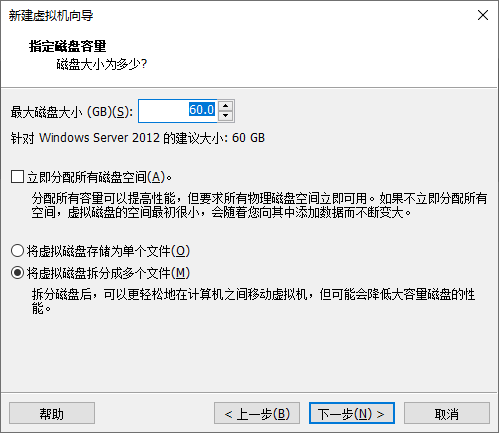 新建虚拟机向导
指定磁盘容量
磁盘大小为多少?
最大磁盘大小 (GB)(S): 60.0
针对 Windows Server 2012 的建议大小: 60 GB
立即分配所有磁盘空间(A)。
分配所有容量可以提高性能，但要求所有物理磁盘空间立即可用。如果不立即分配所有
空间，虚拟磁盘的空间最初很小，会随着您向其中添加数据而不断变大。
将虚拟磁盘存储为单个文件(O)
将虚拟磁盘拆分成多个文件(M)
拆分磁盘后，可以更轻松地在计算机之间移动虚拟机，但可能会降低大容量磁盘的性
能。
帮助 < 上一步(B) 下一步(N) > 取消